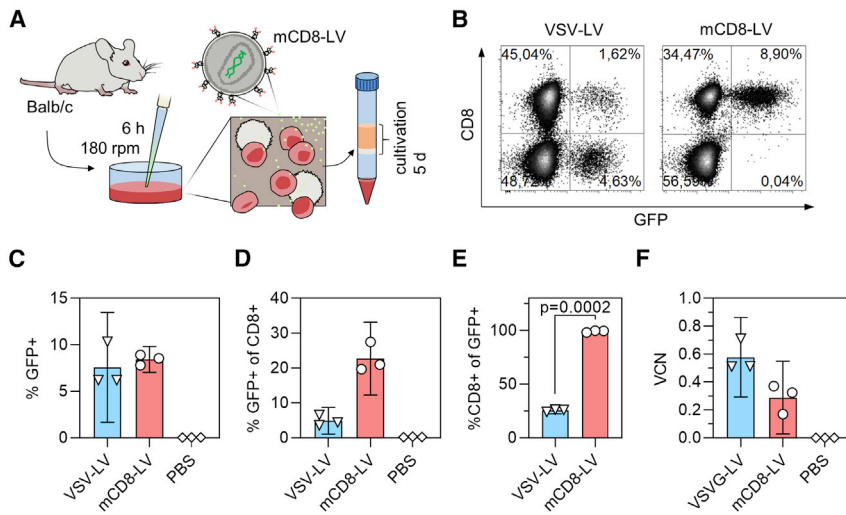 A
mCD8-LV
Balb/c
6 h
180 rpm
cultivation
5 d
B
VSV-LV
mCD8-LV
45,04%
1,62%
34,47%
8,90%
CD8
48,72%
4,63%
56,59%
0,04%
GFP
C
% GFP+
15
10
5
0
VSV-LV
mCD8-LV
PBS
D
% GFP+ of CD8+
40
30
20
10
0
VSV-LV
mCD8-LV
PBS
E
%CD8+ of GFP+
p=0.0002
100
50
0
VSV-LV
mCD8-LV
F
VCN
1.0
0.8
0.6
0.4
0.2
0.0
VSVG-LV
mCD8-LV
PBS